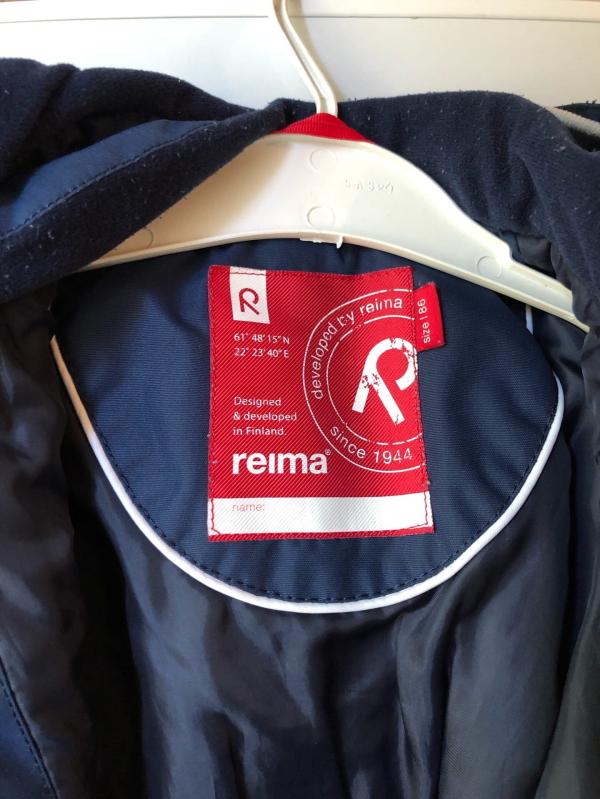 61° 48' 15" N
22° 23' 40" E
Designed
& developed
in Finland.
reima®
name:
developed by reima
since 1944
size | 86